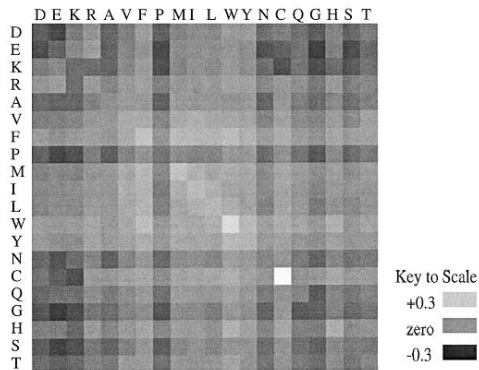 D E K R A V F P M I L W Y N C Q G H S T
D
E
K
R
A
V
F
P
M
I
L
W
Y
N
C
Q
G
H
S
T
Key to Scale
+0.3
zero
-0.3